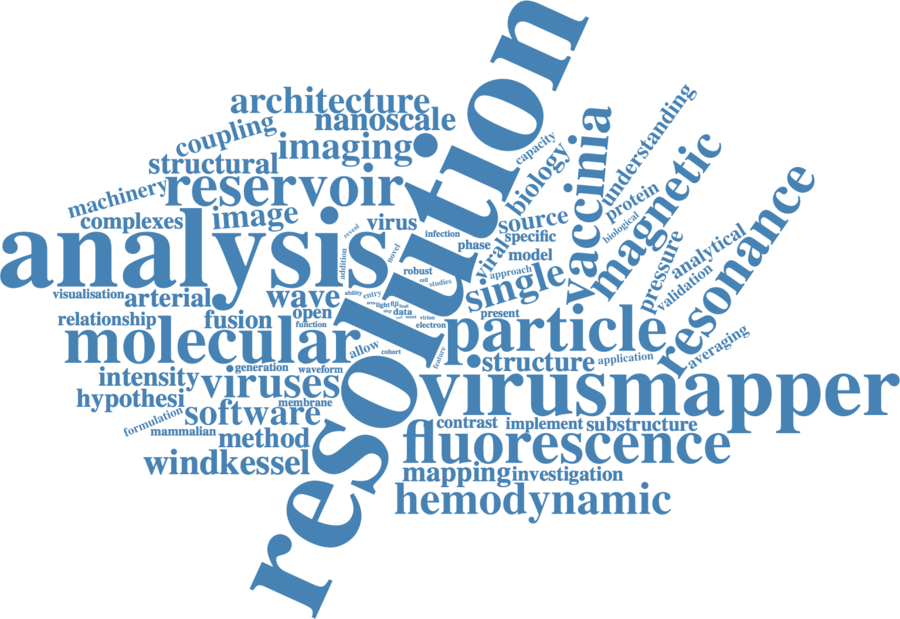 resolution
architecture
nanoscale
coupling
imaging
structural
machinery
reservoir
complexes
image
virus
analysis
visualisation
arterial
wave
open
relationship
fusion
function
molecular
allow
cohort
intensity
generation
waveform
viruses
hypothesi
membrane
formulation
software
mammalian
method
windkessel
reveal
addition
novel
infection
phase
robust
cell
studies
ability
entry
light
fiji
data
virion
electron
feature
capacity
biology
vaccinia
understanding
magnetic
protein
biological
source
specific
viral
model
approach
single
present
pressure
analytical
validation
resonance
averaging
particle
structure
application
virusmapper
contrast
implement
substructure
fluorescence
mapping
investigation
hemodynamic